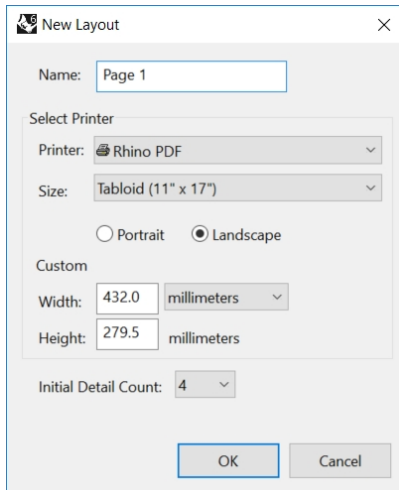 New Layout
Name: Page 1
Select Printer
Printer: Rhino PDF
Size: Tabloid (11" x 17")
Portrait Landscape
Custom
Width: 432.0 millimeters
Height: 279.5 millimeters
Initial Detail Count: 4
OK Cancel